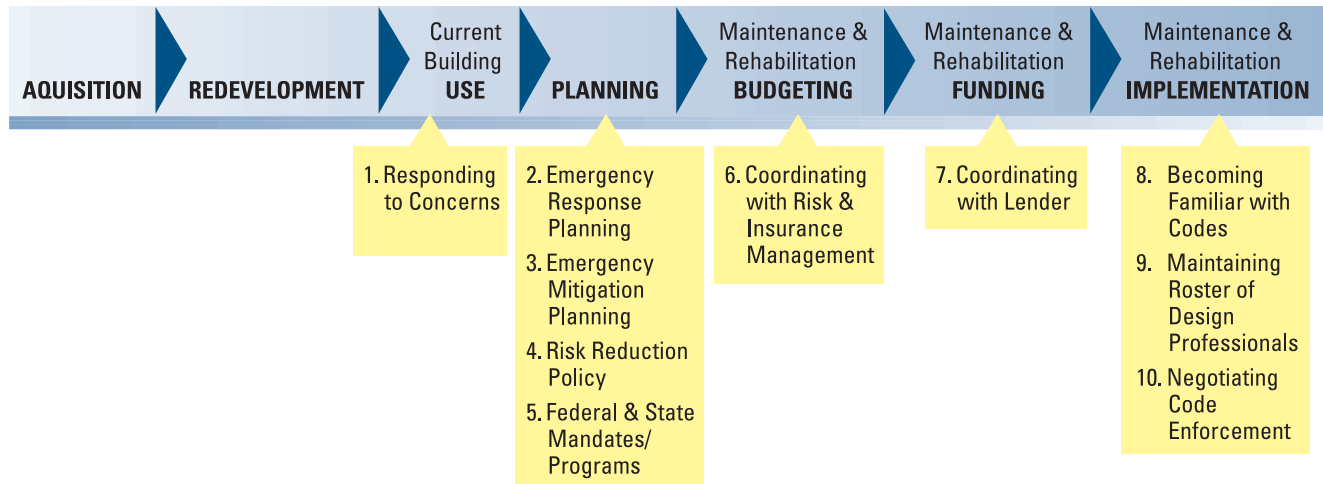 AQUISITION
REDEVELOPMENT
Current
Building
USE
PLANNING
Maintenance &
Rehabilitation
BUDGETING
Maintenance &
Rehabilitation
FUNDING
Maintenance &
Rehabilitation
IMPLEMENTATION
1. Responding
to Concerns
2. Emergency
Response
Planning
3. Emergency
Mitigation
Planning
4. Risk Reduction
Policy
5. Federal & State
Mandates/
Programs
6. Coordinating
with Risk &
Insurance
Management
7. Coordinating
with Lender
8. Becoming
Familiar with
Codes
9. Maintaining
Roster of
Design
Professionals
10. Negotiating
Code
Enforcement